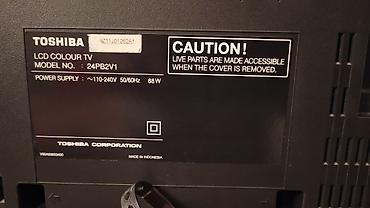 TOSHIBA
CAUTION!
LCD COLOUR TV
LIVE PARTS ARE MADE ACCESSIBLE
MODEL NO. : 24PB2V1
WHEN THE COVER IS REMOVED.
POWER SUPPLY : ～110-240V 50/60Hz 68W
TOSHIBA CORPORATION
MADE IN INDONESIA